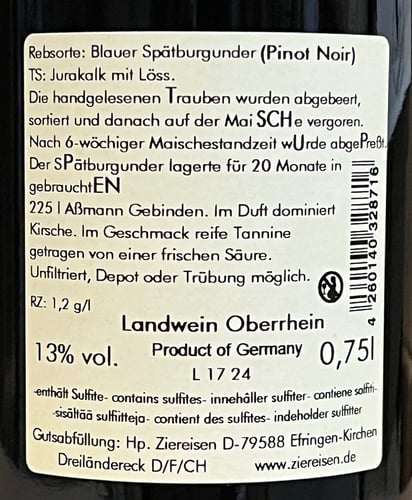 Rebsorte: Blauer Spätburgunder (Pinot Noir)
TS: Jurakalk mit Löss.
Die handgelesenen Trauben wurden abgebeert,
sortiert und danach auf der Mai SCHe vergoren.
Nach 6-wöchiger Maischestandzeit wUrde abgePreßt.
Der SPätburgunder lagerte für 20 Monate in
gebrauchtEN
225 l Aßmann Gebinden. Im Duft dominiert
Kirsche. Im Geschmack reife Tannine
getragen von einer frischen Säure.
Unfiltriert, Depot oder Trübung möglich.
RZ: 1,2 g/l
4 260140 328716
Landwein Oberrhein
13% vol.
Product of Germany
0,75l
L 17 24
-enthält Sulfite- contains sulfites- innehåller sulfiter- contiene solfiti-
-sisältää sulfiitteja- contient des sulfites- indeholder sulfitter
Gutsabfüllung: Hp. Ziereisen D-79588 Efringen-Kirchen
Dreiländereck D/F/CH www.ziereisen.de